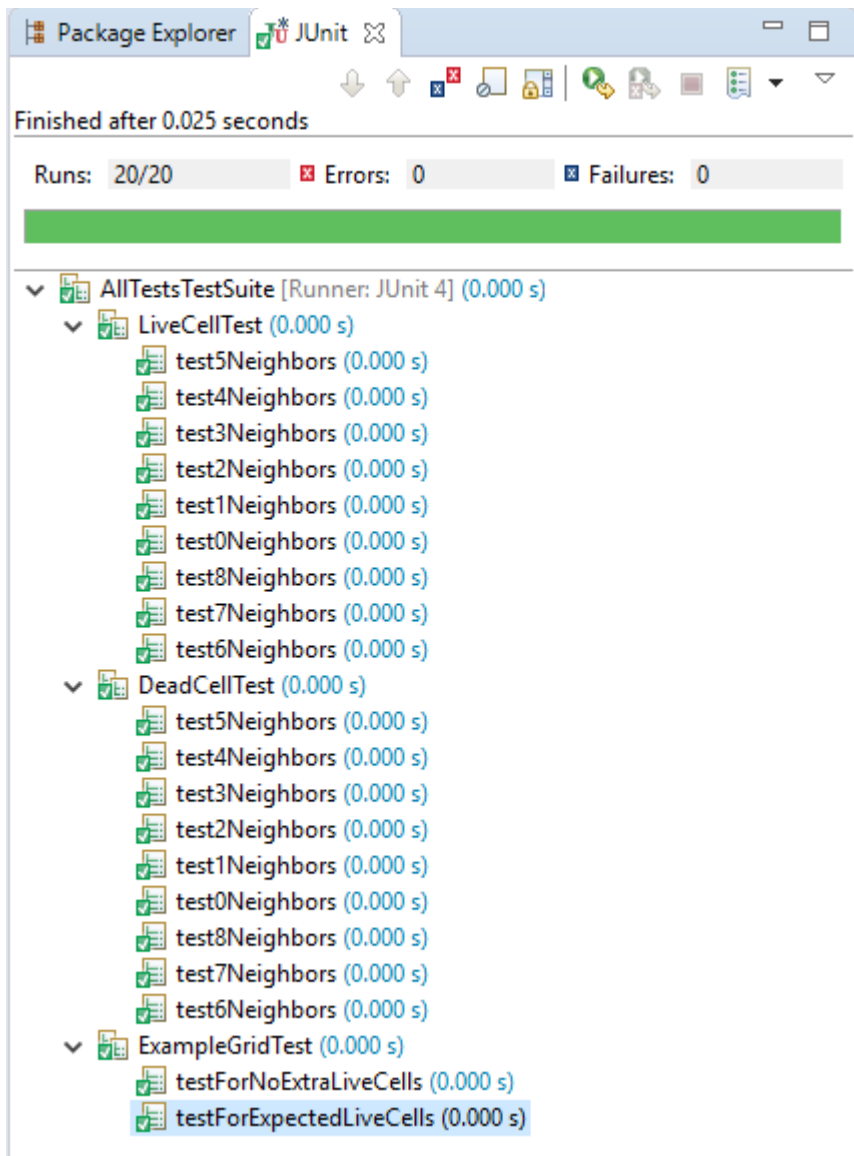 Package Explorer JUnit
Finished after 0.025 seconds
Runs: 20/20 Errors: 0 Failures: 0
AllTestsTestSuite [Runner: JUnit 4] (0.000 s)
LiveCellTest (0.000 s)
test5Neighbors (0.000 s)
test4Neighbors (0.000 s)
test3Neighbors (0.000 s)
test2Neighbors (0.000 s)
test1Neighbors (0.000 s)
test0Neighbors (0.000 s)
test8Neighbors (0.000 s)
test7Neighbors (0.000 s)
test6Neighbors (0.000 s)
DeadCellTest (0.000 s)
test5Neighbors (0.000 s)
test4Neighbors (0.000 s)
test3Neighbors (0.000 s)
test2Neighbors (0.000 s)
test1Neighbors (0.000 s)
test0Neighbors (0.000 s)
test8Neighbors (0.000 s)
test7Neighbors (0.000 s)
test6Neighbors (0.000 s)
ExampleGridTest (0.000 s)
testForNoExtraLiveCells (0.000 s)
testForExpectedLiveCells (0.000 s)